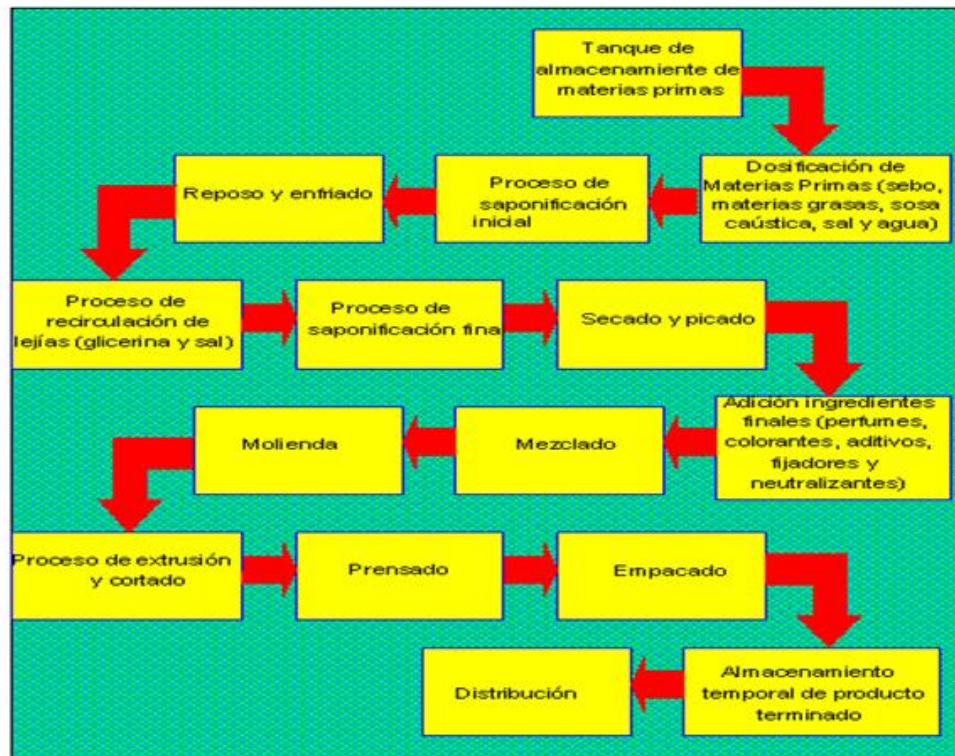 Tanque de
almacenamiento de
materias primas
Dosificación de
Materias Primas (sebo,
materias grasas, sosa
caústica, sal y agua)
Proceso de
saponificación
inicial
Reposo y enfriado
Proceso de
recirculación de
lejías (glicerina y sal)
Proceso de
saponificación fina
Secado y picado
Adición ingredientes
finales (perfumes,
colorantes, aditivos,
fijadores y
neutralizantes)
Mezclado
Molienda
Proceso de extrusión
y cortado
Prensado
Empacado
Almacenamiento
temporal de producto
terminado
Distribución